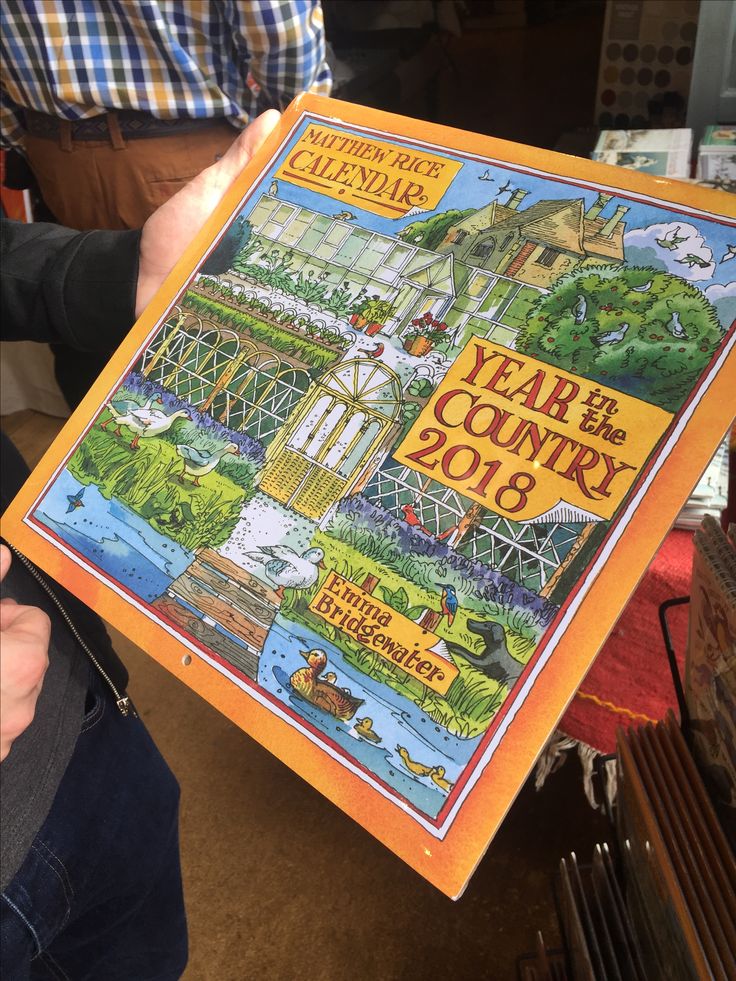 MATTHEW RICE
CALENDAR
YEAR in
the
COUNTRY
2018
Emma
Bridgewater